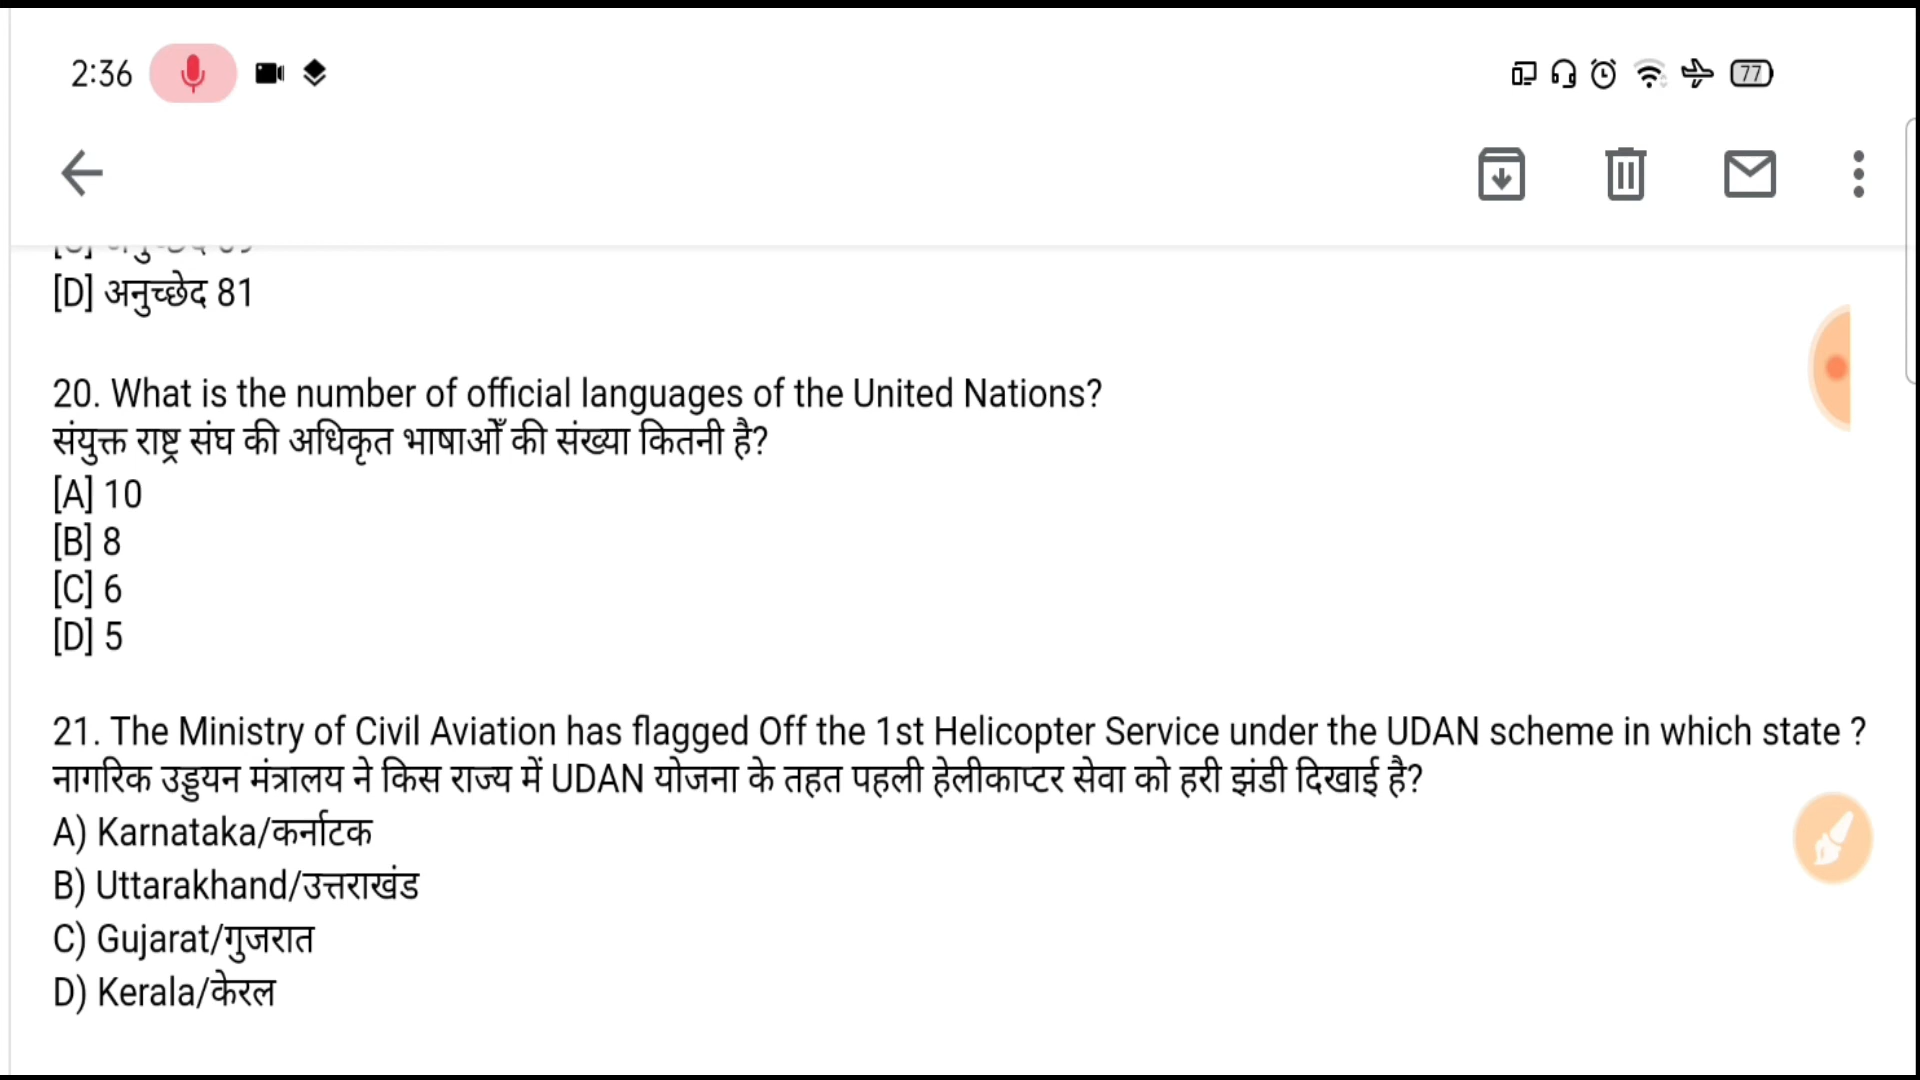 2:36
77
[D] अनुच्छेद 81
20. What is the number of official languages of the United Nations?
संयुक्त राष्ट्र संघ की अधिकृत भाषाओँ की संख्या कितनी है?
[A] 10
[B] 8
[C] 6
[D] 5
21. The Ministry of Civil Aviation has flagged Off the 1st Helicopter Service under the UDAN scheme in which state ?
नागरिक उड्डयन मंत्रालय ने किस राज्य में UDAN योजना के तहत पहली हेलीकाप्टर सेवा को हरी झंडी दिखाई है?
A) Karnataka/कर्नाटक
B) Uttarakhand/उत्तराखंड
C) Gujarat/गुजरात
D) Kerala/केरल